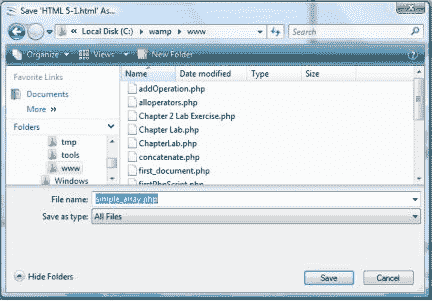 Save 'HTML 5-1.html' As...
« Local Disk (C:) ▸ wamp ▸ www
Search
Organize Views New Folder
Favorite Links
Documents
More »
Folders
tmp
tools
www
Windows
Name Date modified Type Size
addOperation.php
alloperators.php
Chapter 2 Lab Exercise.php
Chapter Lab.php
ChapterLab.php
concatenate.php
first_document.php
firstPhpScript.php
File name: simple_array.php
Save as type: All Files
Hide Folders
Save Cancel